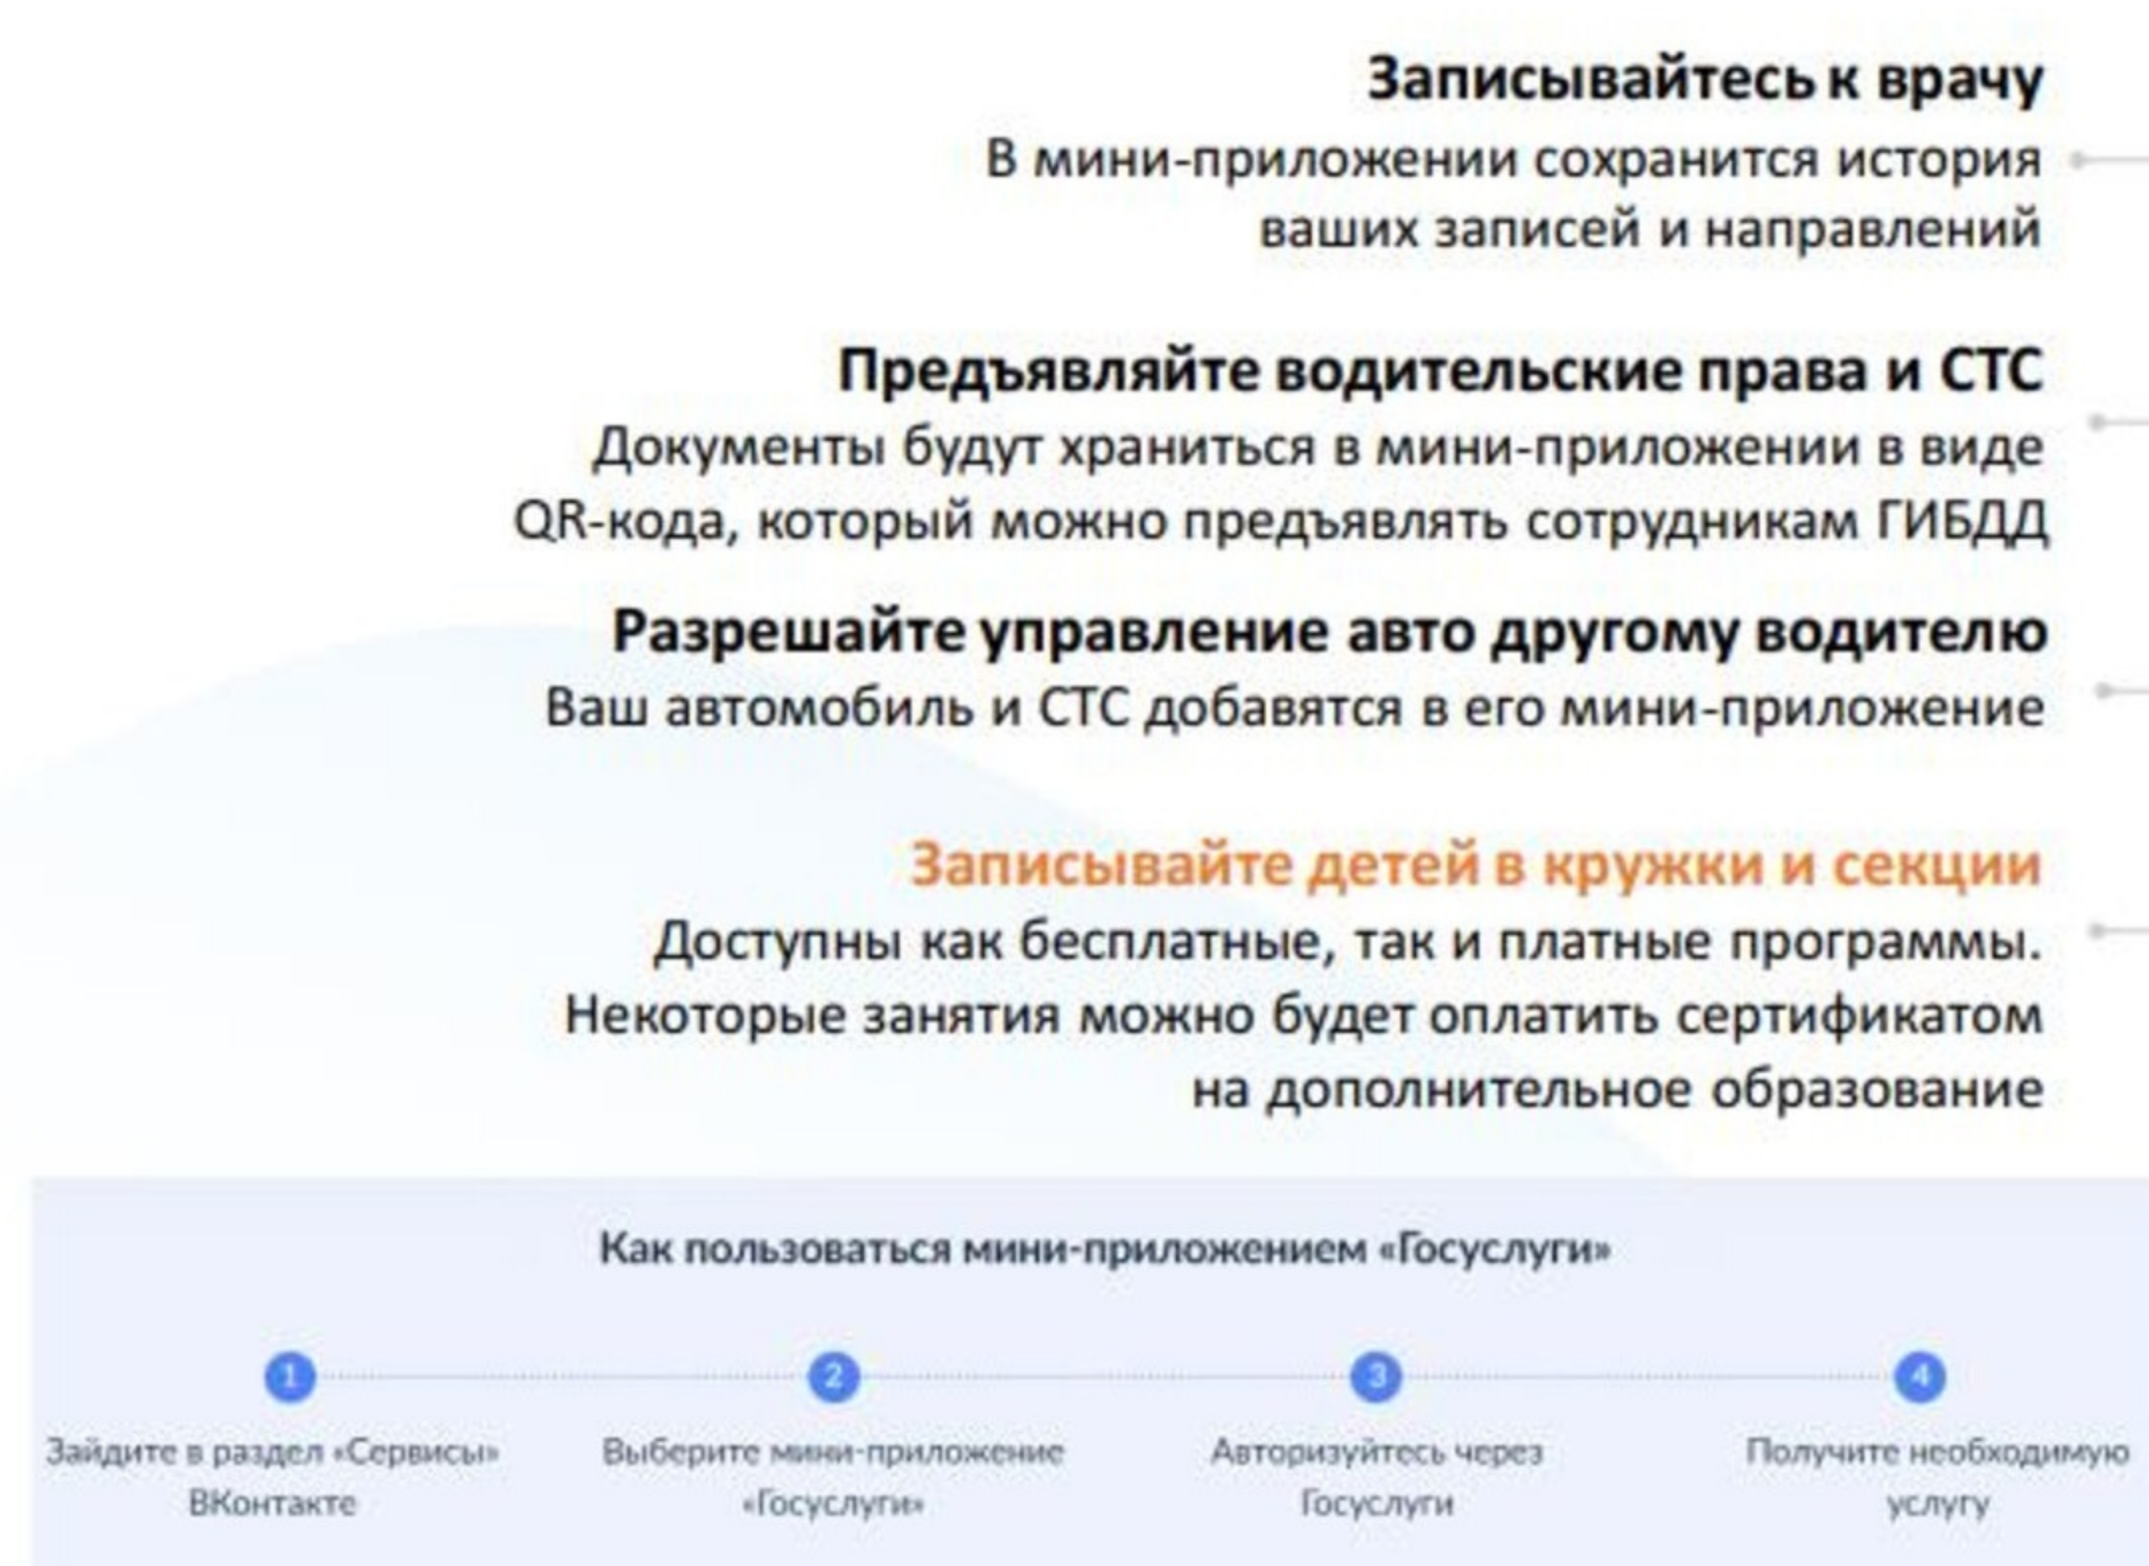 Записывайтесь к врачу
В мини-приложении сохранится история
ваших записей и направлений
Предъявляйте водительские права и СТС
Документы будут храниться в мини-приложении в виде
QR-кода, который можно предъявлять сотрудникам ГИБДД
Разрешайте управление авто другому водителю
Ваш автомобиль и СТС добавятся в его мини-приложение
Записывайте детей в кружки и секции
Доступны как бесплатные, так и платные программы.
Некоторые занятия можно будет оплатить сертификатом
на дополнительное образование
Как пользоваться мини-приложением «Госуслуги»
1
2
3
4
Зайдите в раздел «Сервисы»
ВКонтакте
Выберите мини-приложение
«Госуслуги»
Авторизуйтесь через
Госуслуги
Получите необходимую
услугу